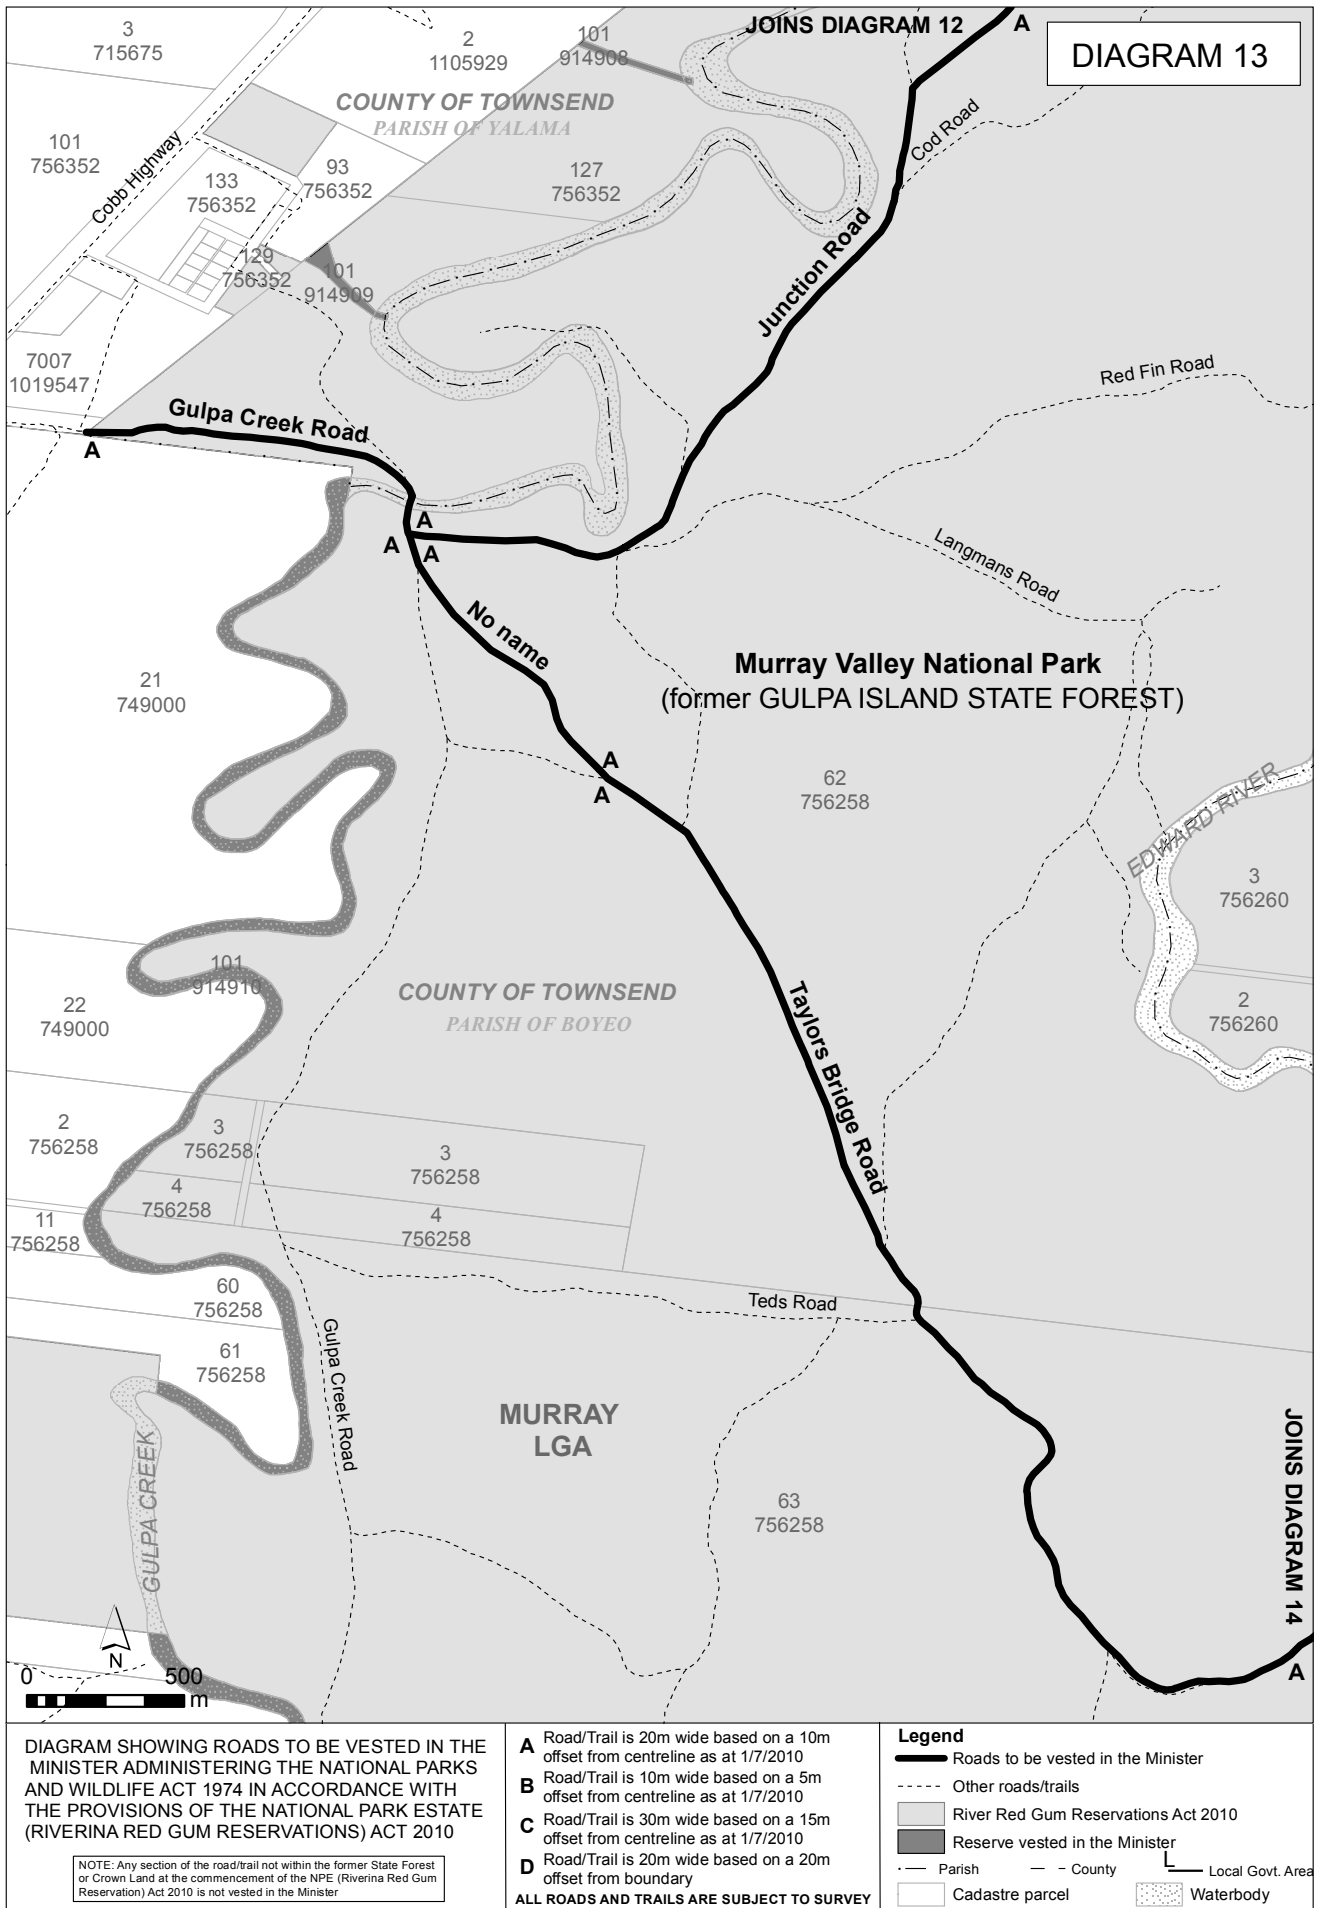 JOINS DIAGRAM 12
A
DIAGRAM 13
3
715675
2
1105929
101
914908
COUNTY OF TOWNSEND
PARISH OF YALAMA
Cod Road
101
756352
Cobb Highway
133
756352
93
756352
127
756352
129
756352
101
914909
Junction Road
7007
1019547
Red Fin Road
Gulpa Creek Road
A
A
A
A
Langmans Road
No name
Murray Valley National Park
(former GULPA ISLAND STATE FOREST)
21
749000
A
A
62
756258
EDWARD RIVER
3
756260
101
914910
COUNTY OF TOWNSEND
PARISH OF BOYEO
22
749000
2
756260
Taylors Bridge Road
2
756258
3
756258
3
756258
4
756258
4
756258
11
756258
60
756258
Teds Road
61
756258
Gulpa Creek Road
MURRAY
LGA
GULPA CREEK
63
756258
JOINS DIAGRAM 14
A
N
0 500
m
DIAGRAM SHOWING ROADS TO BE VESTED IN THE
MINISTER ADMINISTERING THE NATIONAL PARKS
AND WILDLIFE ACT 1974 IN ACCORDANCE WITH
THE PROVISIONS OF THE NATIONAL PARK ESTATE
(RIVERINA RED GUM RESERVATIONS) ACT 2010
NOTE: Any section of the road/trail not within the former State Forest
or Crown Land at the commencement of the NPE (Riverina Red Gum
Reservation) Act 2010 is not vested in the Minister
A Road/Trail is 20m wide based on a 10m
offset from centreline as at 1/7/2010
B Road/Trail is 10m wide based on a 5m
offset from centreline as at 1/7/2010
C Road/Trail is 30m wide based on a 15m
offset from centreline as at 1/7/2010
D Road/Trail is 20m wide based on a 20m
offset from boundary
ALL ROADS AND TRAILS ARE SUBJECT TO SURVEY
Legend
Roads to be vested in the Minister
Other roads/trails
River Red Gum Reservations Act 2010
Reserve vested in the Minister
Parish County Local Govt. Area
Cadastre parcel Waterbody